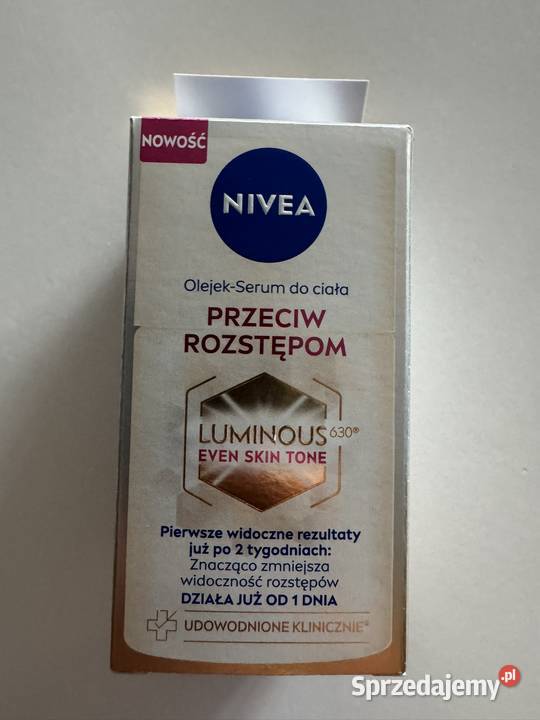 NOWOŚĆ
NIVEA
Olejek-Serum do ciała
PRZECIW
ROZSTĘPOM
LUMINOUS630®
EVEN SKIN TONE
Pierwsze widoczne rezultaty
już po 2 tygodniach:
Znacząco zmniejsza
widoczność rozstępów
DZIAŁA JUŻ OD 1 DNIA
UDOWODNIONE KLINICZNIE²
Sprzedajemy.pl